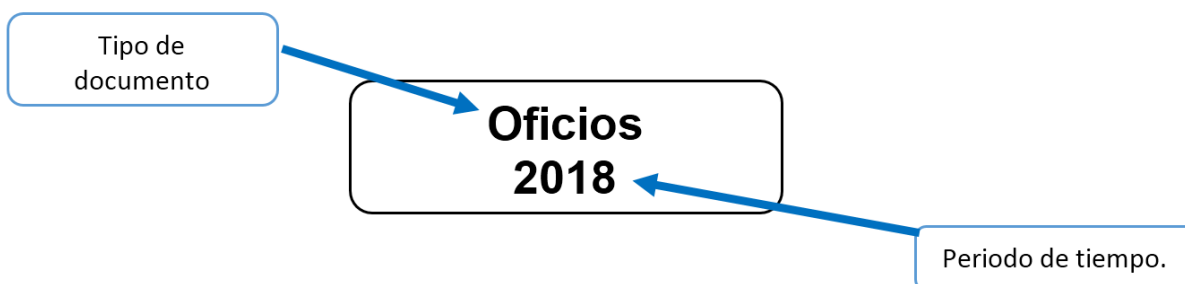 Tipo de
documento
Oficios
2018
Periodo de tiempo.